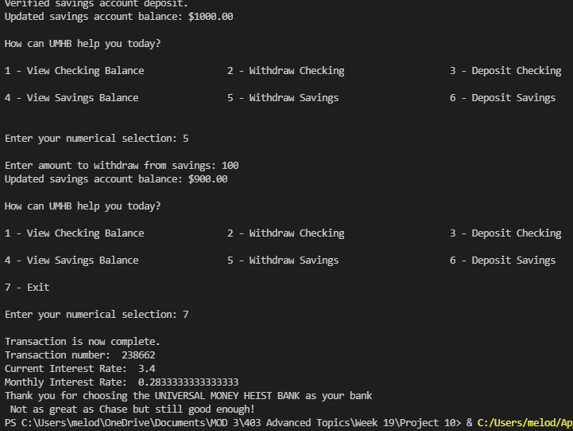 Verified savings account deposit.
Updated savings account balance: $1000.00
How can UMHB help you today?
1 - View Checking Balance 2 - Withdraw Checking 3 - Deposit Checking
4 - View Savings Balance 5 - Withdraw Savings 6 - Deposit Savings
Enter your numerical selection: 5
Enter amount to withdraw from savings: 100
Updated savings account balance: $900.00
How can UMHB help you today?
1 - View Checking Balance 2 - Withdraw Checking 3 - Deposit Checking
4 - View Savings Balance 5 - Withdraw Savings 6 - Deposit Savings
7 - Exit
Enter your numerical selection: 7
Transaction is now complete.
Transaction number:  238662
Current Interest Rate:  3.4
Monthly Interest Rate:  0.2833333333333333
Thank you for choosing the UNIVERSAL MONEY HEIST BANK as your bank
 Not as great as Chase but still good enough!
PS C:\Users\melod\OneDrive\Documents\MOD 3\403 Advanced Topics\Week 19\Project 10> & C:/Users/melod/Ap